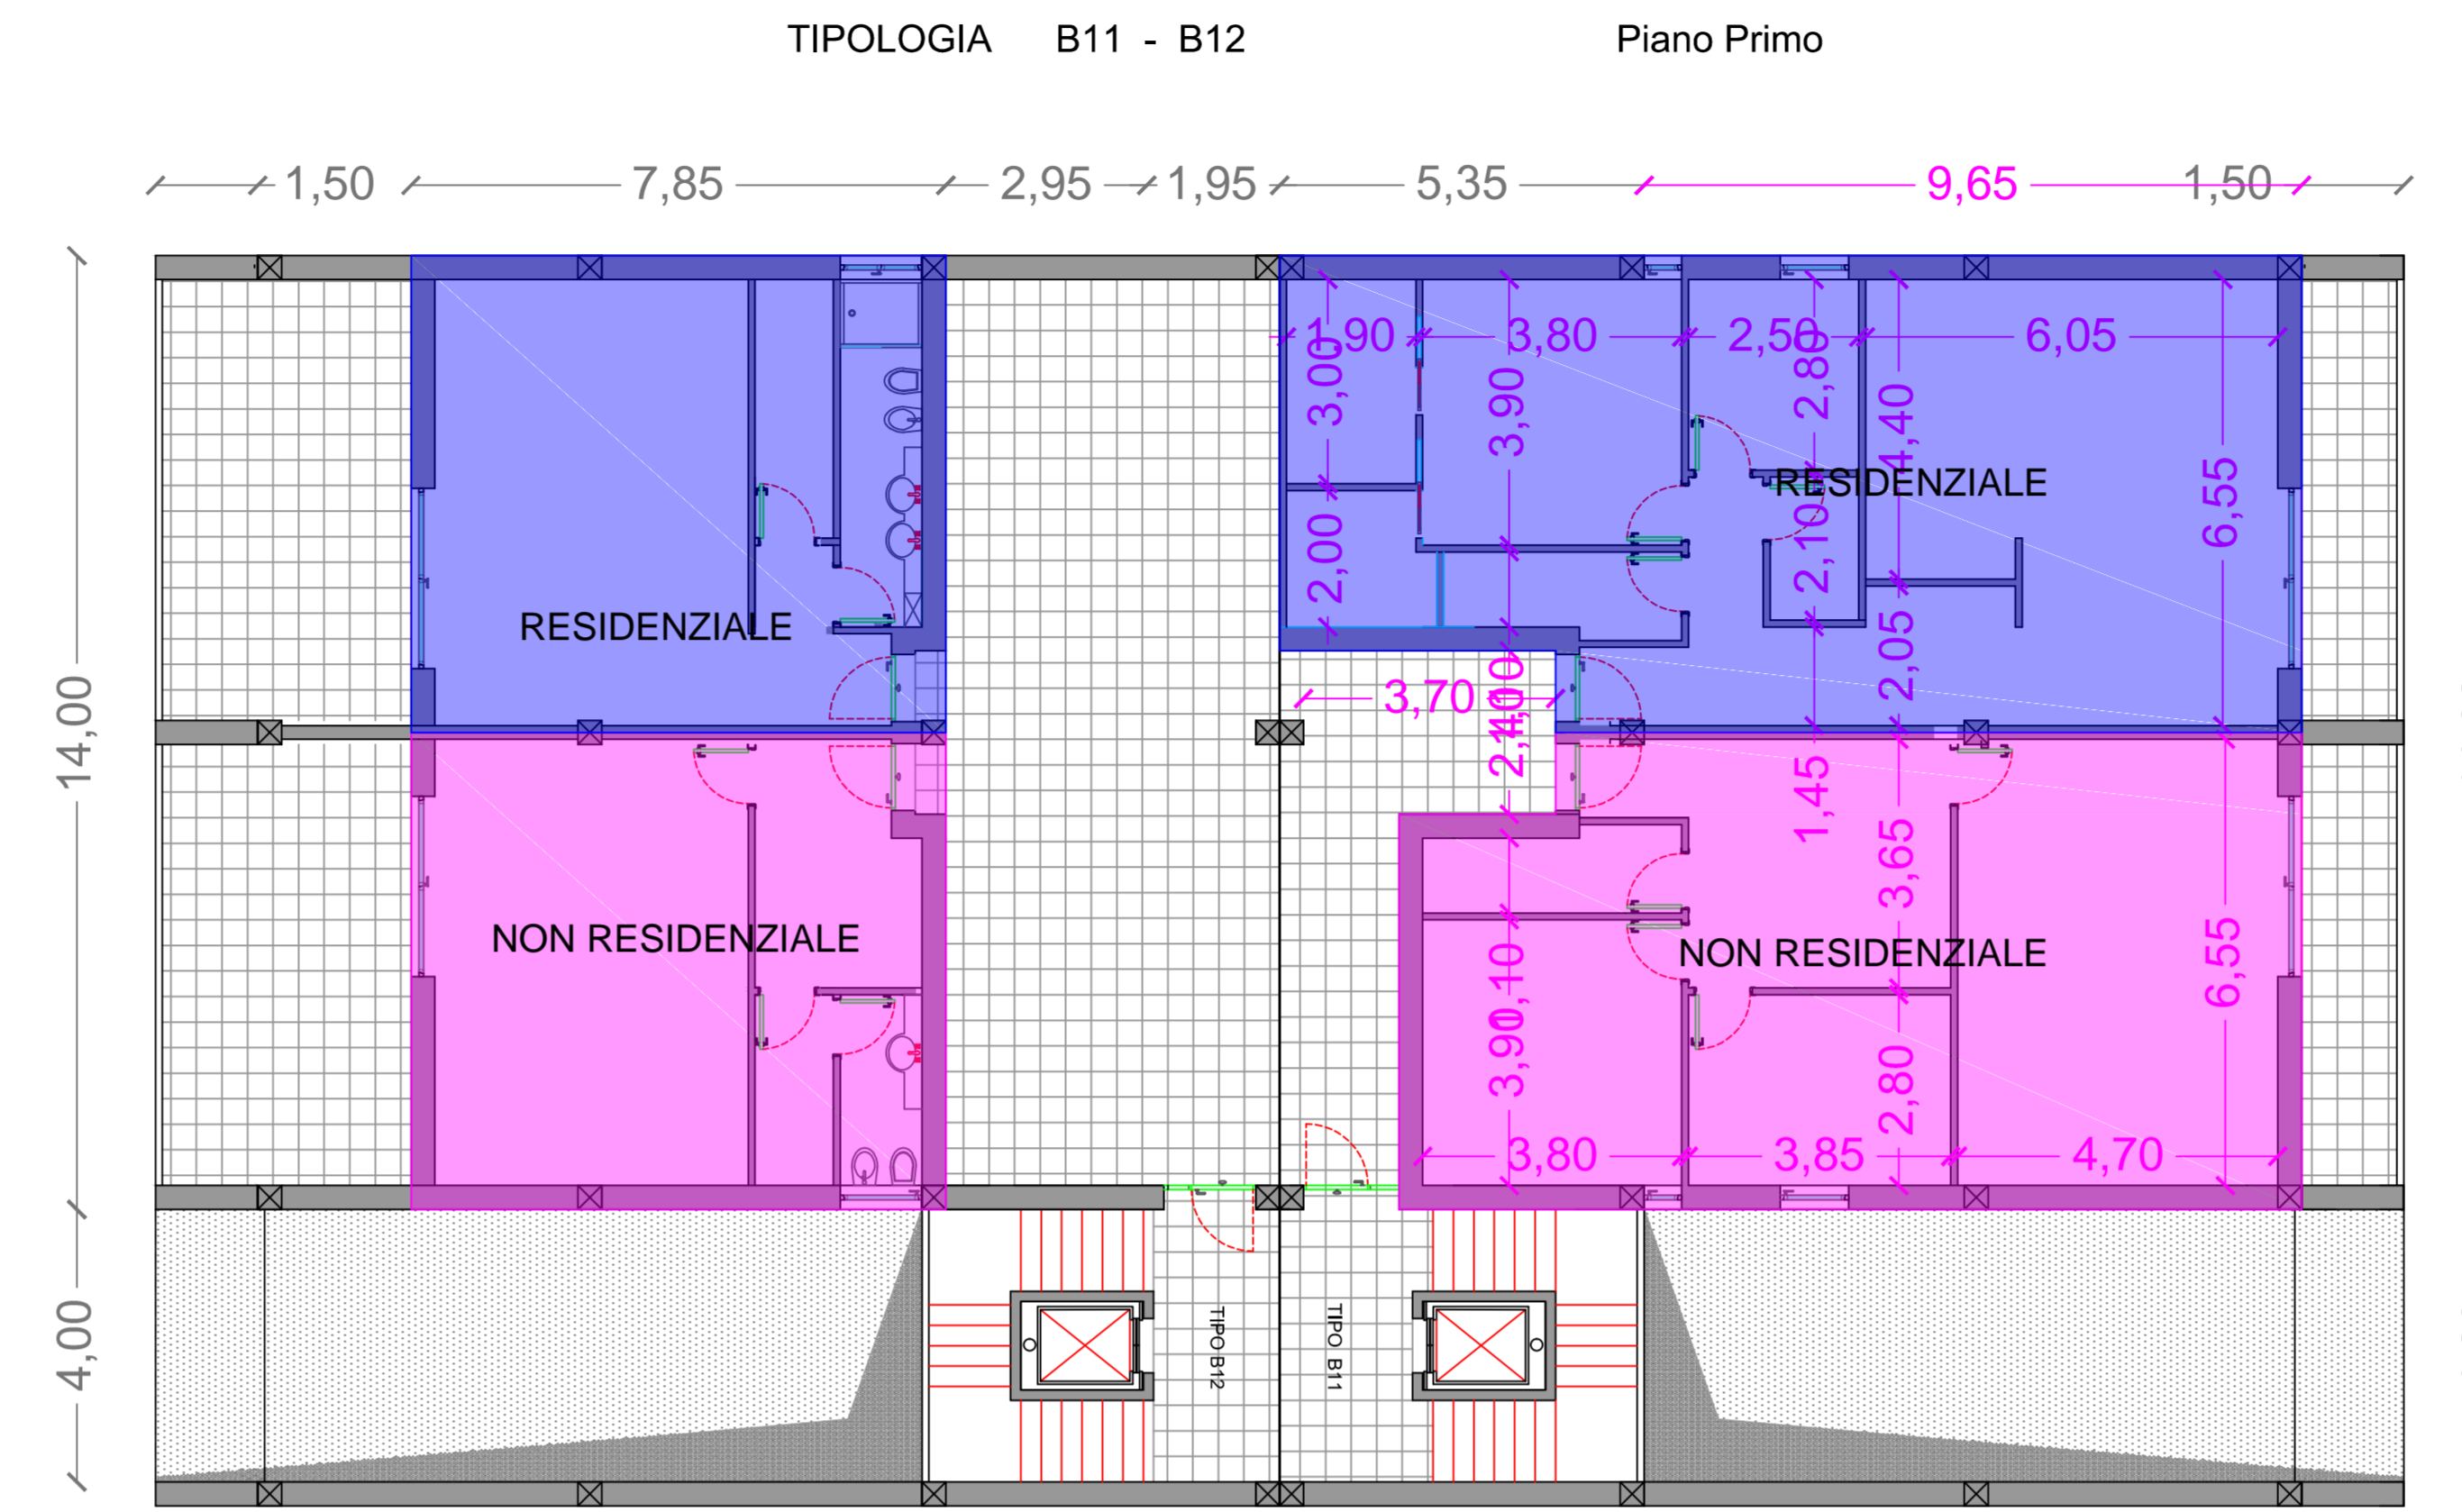 TIPOLOGIA B11 - B12 Piano Primo
1,50 7,85 2,95 1,95 5,35 9,65 1,50
1,90 3,80 2,50 6,05
3,00 3,90 2,80 4,40
RESIDENZIALE 6,55
2,00 2,10 2,05
RESIDENZIALE
14,00
3,70
1,45 3,65
NON RESIDENZIALE NON RESIDENZIALE 6,55
3,90 2,80
3,80 3,85 4,70
4,00
TIPO B12
TIPO B11